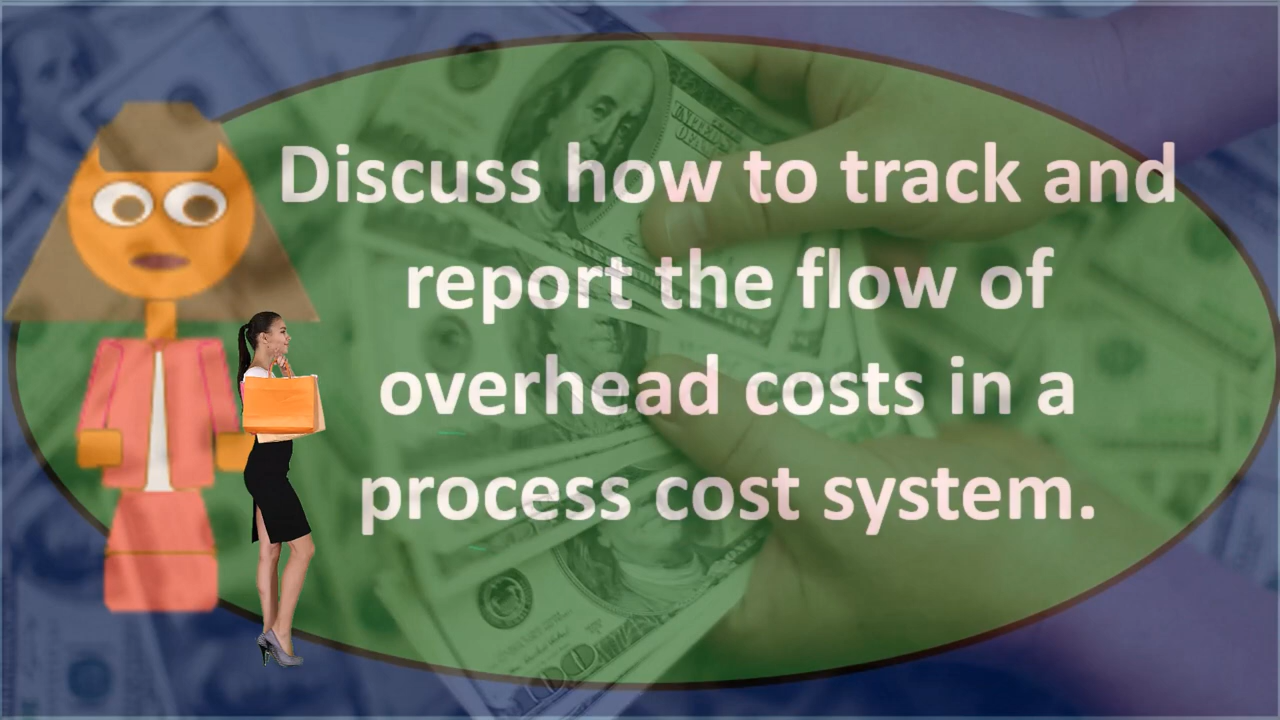 Discuss how to track and
report the flow of
overhead costs in a
process cost system.